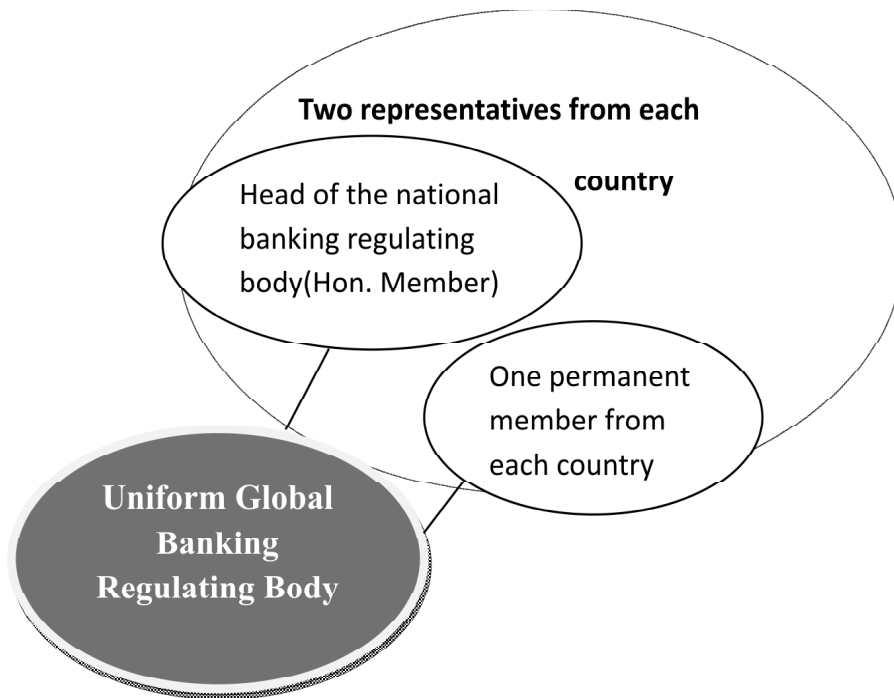 Two representatives from each
country
Head of the national
banking regulating
body(Hon. Member)
One permanent
member from
each country
Uniform Global
Banking
Regulating Body